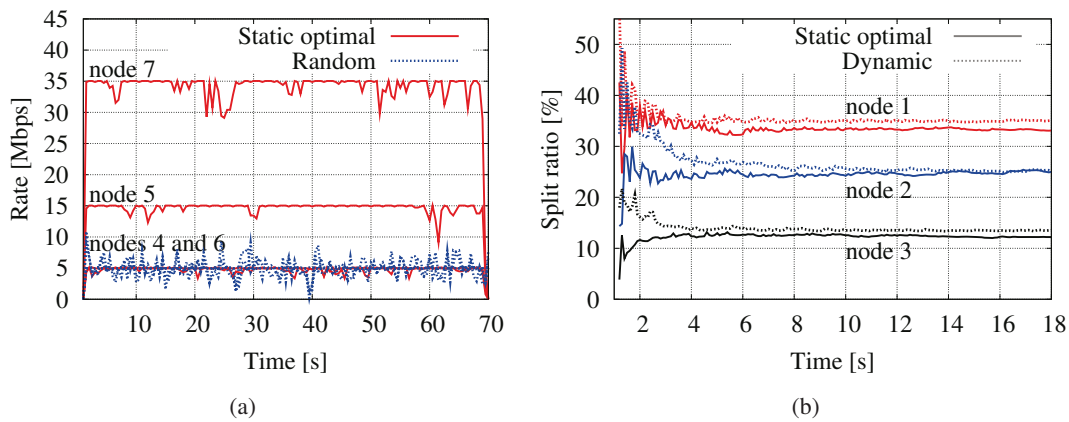 Static optimal
Random
node 7
node 5
nodes 4 and 6
Rate [Mbps]
45
40
35
30
25
20
15
10
5
0
10 20 30 40 50 60 70
Time [s]
(a)
Static optimal
Dynamic
node 1
node 2
node 3
Split ratio [%]
50
40
30
20
10
0
2 4 6 8 10 12 14 16 18
Time [s]
(b)